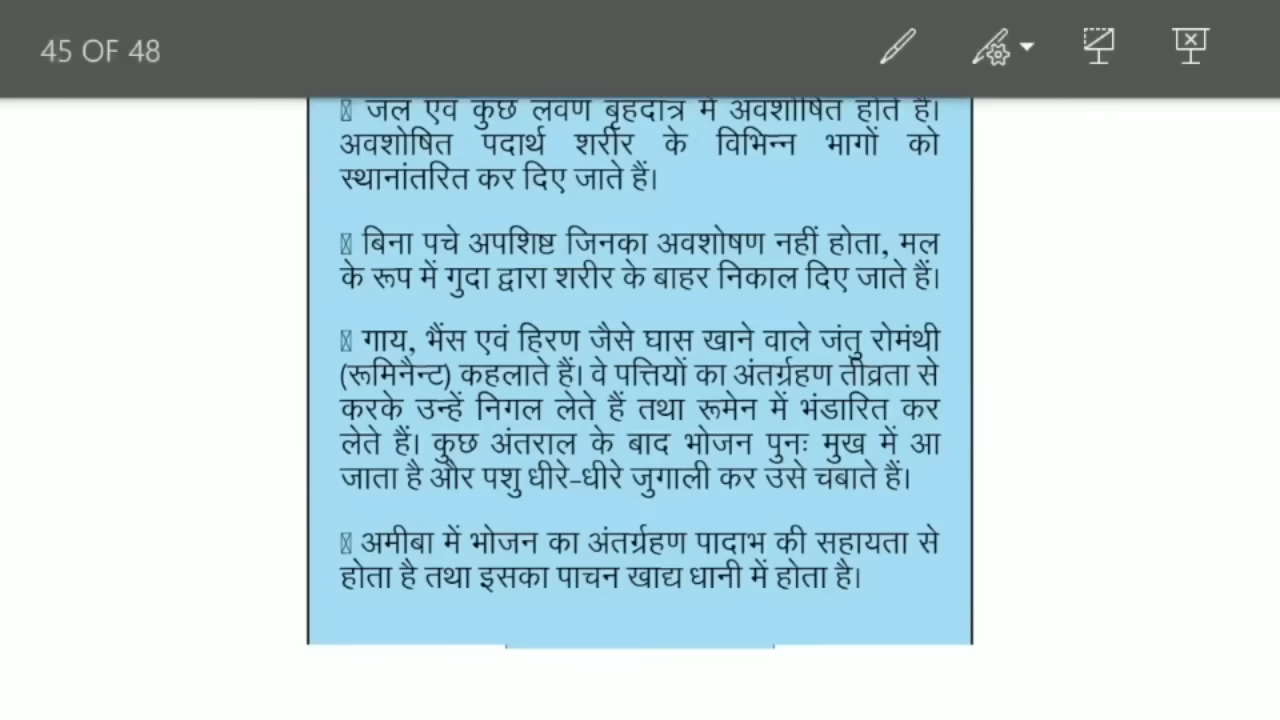 45 OF 48
जल एवं कुछ लवण बृहदांत्र में अवशोषित होते हैं।
अवशोषित पदार्थ शरीर के विभिन्न भागों को
स्थानांतरित कर दिए जाते हैं।
बिना पचे अपशिष्ट जिनका अवशोषण नहीं होता, मल
के रूप में गुदा द्वारा शरीर के बाहर निकाल दिए जाते हैं।
गाय, भैंस एवं हिरण जैसे घास खाने वाले जंतु रोमंथी
(रूमिनैन्ट) कहलाते हैं। वे पत्तियों का अंतर्ग्रहण तीव्रता से
करके उन्हें निगल लेते हैं तथा रूमेन में भंडारित कर
लेते हैं। कुछ अंतराल के बाद भोजन पुनः मुख में आ
जाता है और पशु धीरे-धीरे जुगाली कर उसे चबाते हैं।
अमीबा में भोजन का अंतर्ग्रहण पादाभ की सहायता से
होता है तथा इसका पाचन खाद्य धानी में होता है।